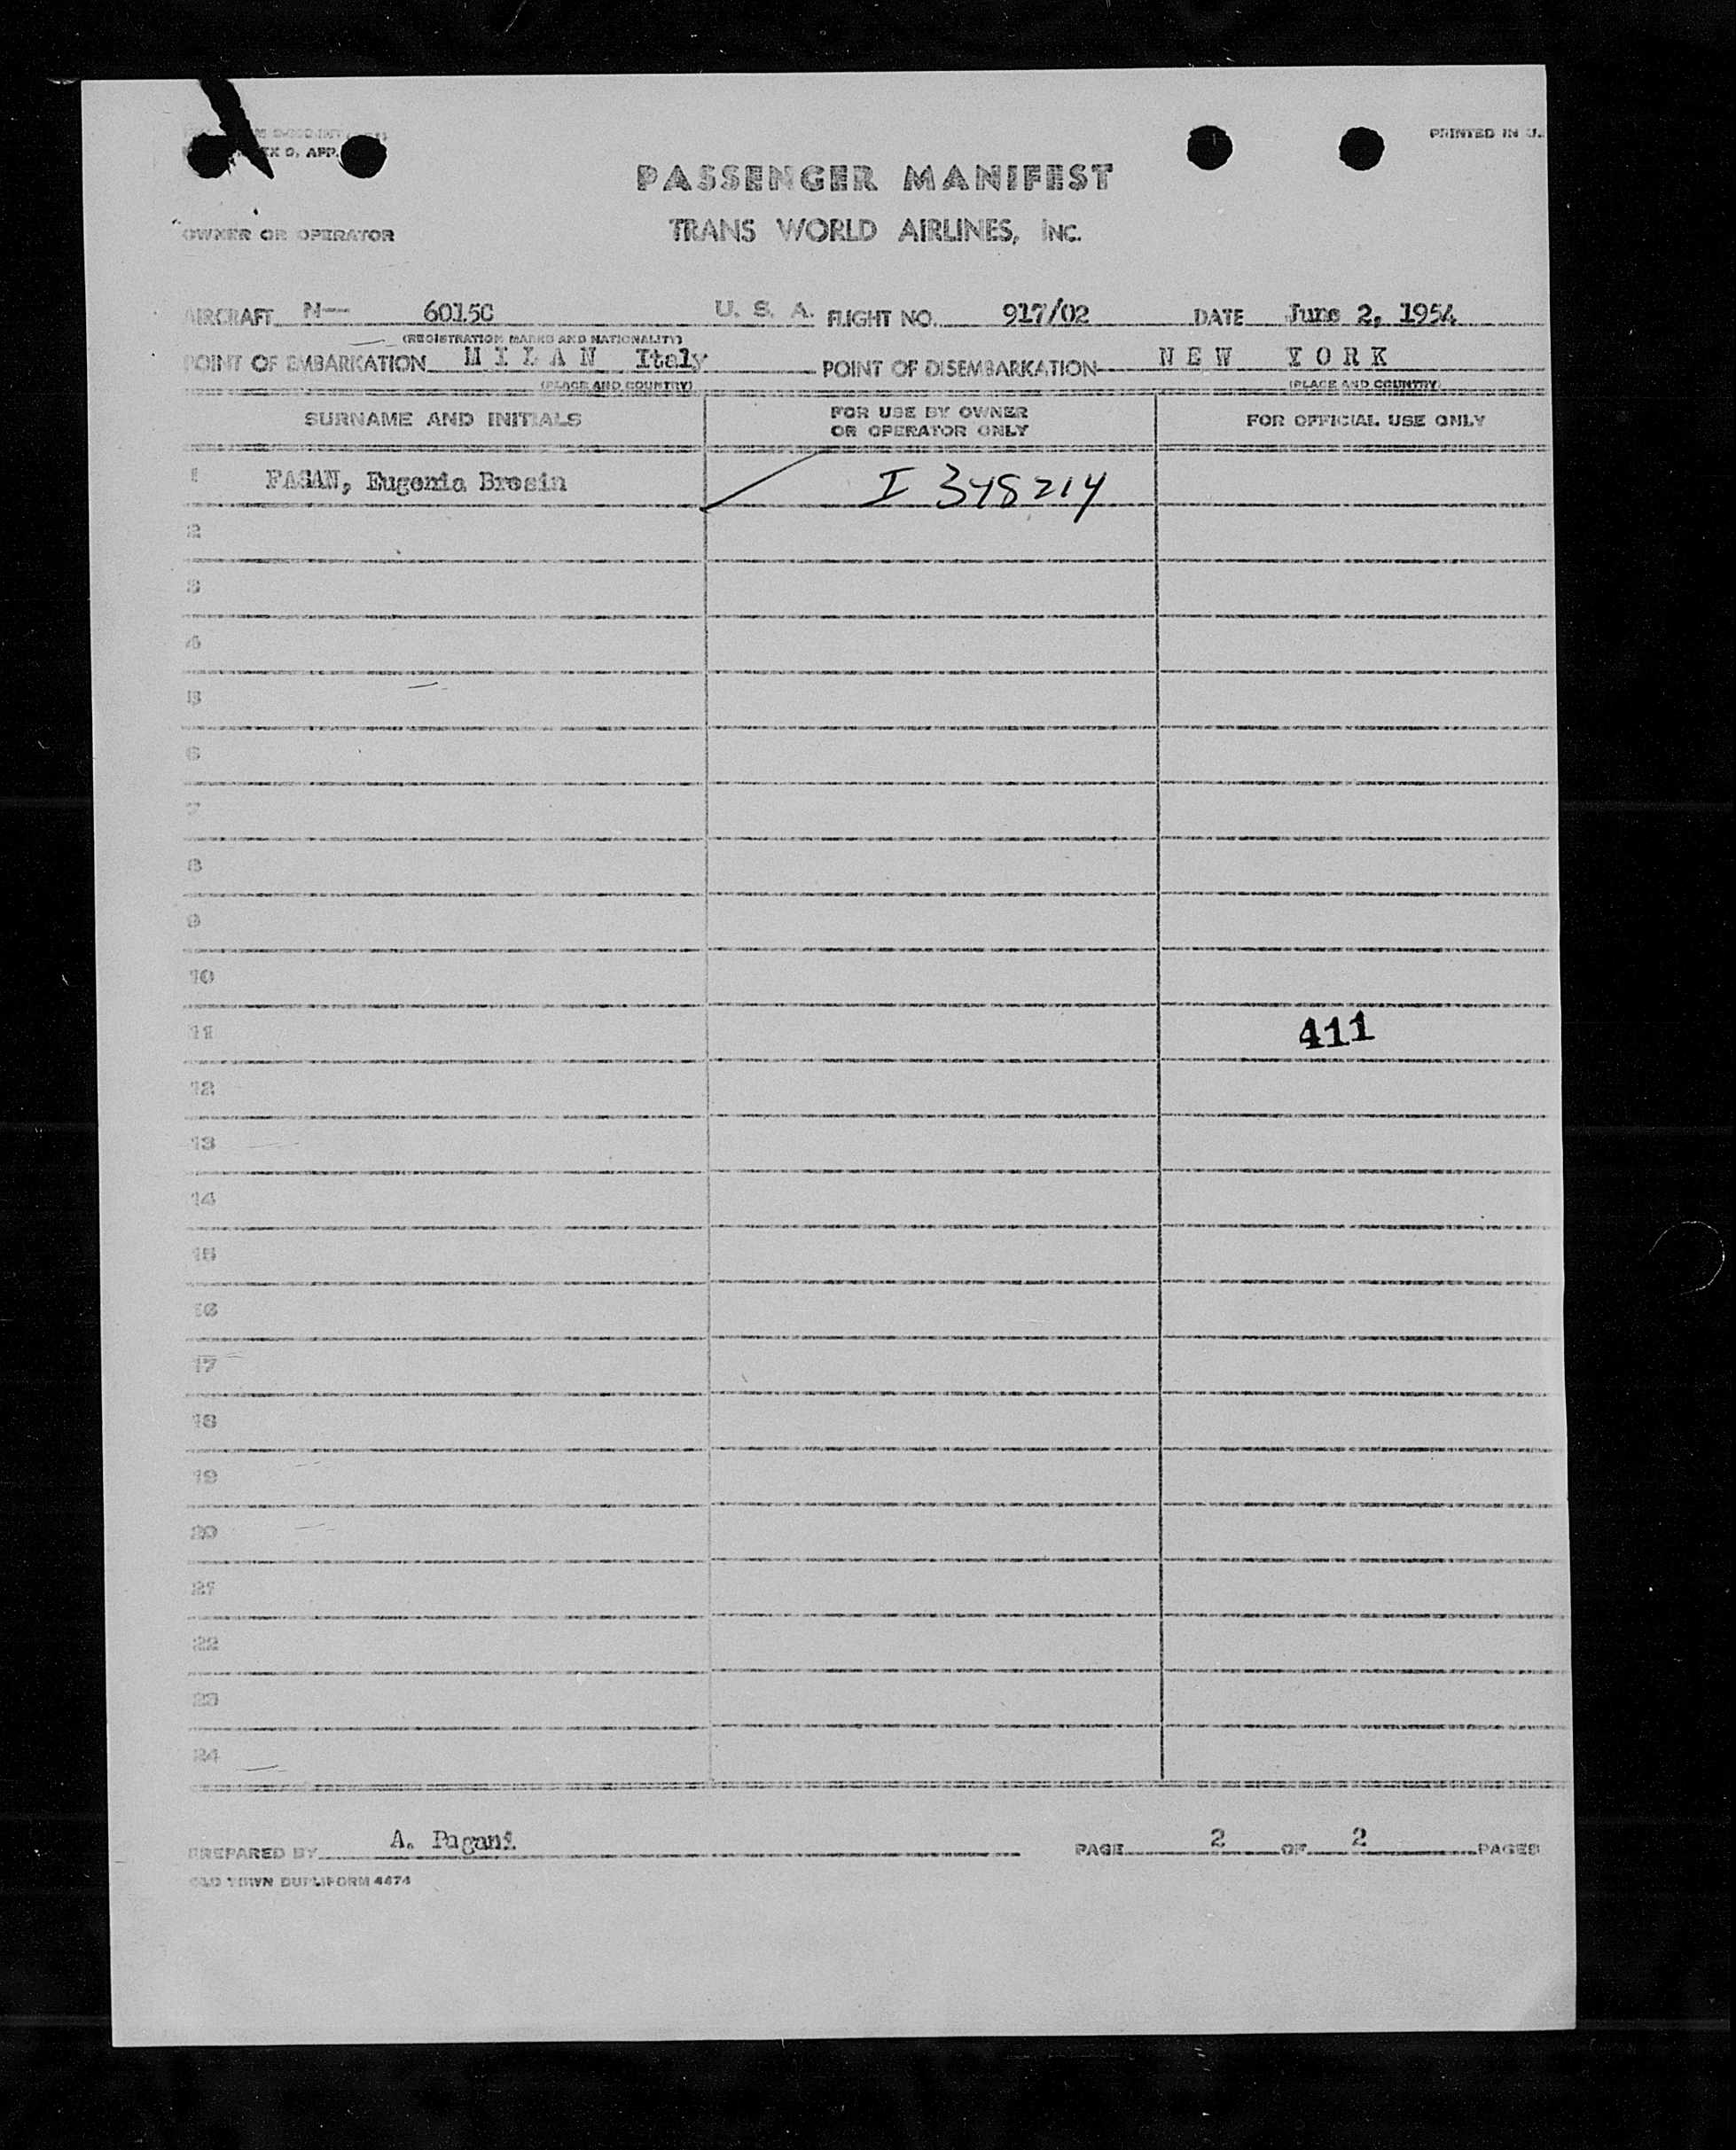 EX 9, APP.
PRINTED IN U.
PASSENGER MANIFEST
OWNER OR OPERATOR TRANS WORLD AIRLINES, INC.
AIRCRAFT N-- 6015C U. S. A. FLIGHT NO. 917/02 DATE June 2, 1954
(REGISTRATION MARKS AND NATIONALITY)
POINT OF EMBARKATION M I L A N Italy POINT OF DISEMBARKATION N E W Y O R K
(PLACE AND COUNTRY) (PLACE AND COUNTRY)
SURNAME AND INITIALS FOR USE BY OWNER OR OPERATOR ONLY FOR OFFICIAL USE ONLY
1 Eugenia Bresin I 348214
2
3
4
5
6
7
8
9
10
11 411
12
13
14
15
16
17
18
19
20
21
22
23
24
PREPARED BY A. Pagani PAGE 2 OF 2 PAGES
OLD TOWN DUPLIFORM 4474